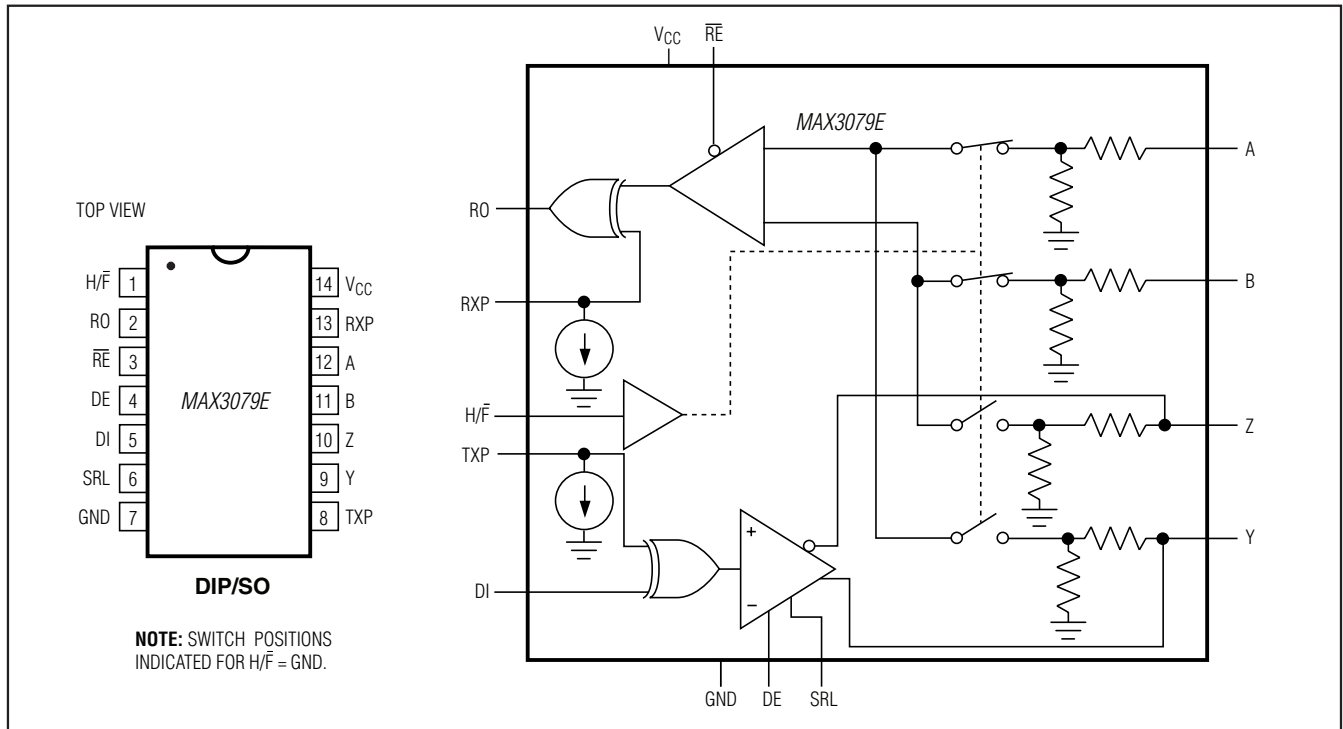 TOP VIEW
H/F̅ 1
RO 2
R̅E̅ 3
DE 4
DI 5
SRL 6
GND 7
MAX3079E
14 VCC
13 RXP
12 A
11 B
10 Z
9 Y
8 TXP
DIP/SO
NOTE: SWITCH POSITIONS
INDICATED FOR H/F̅ = GND.
VCC R̅E̅
MAX3079E
RO
RXP
H/F̅
TXP
DI
+
−
A
B
Z
Y
GND DE SRL